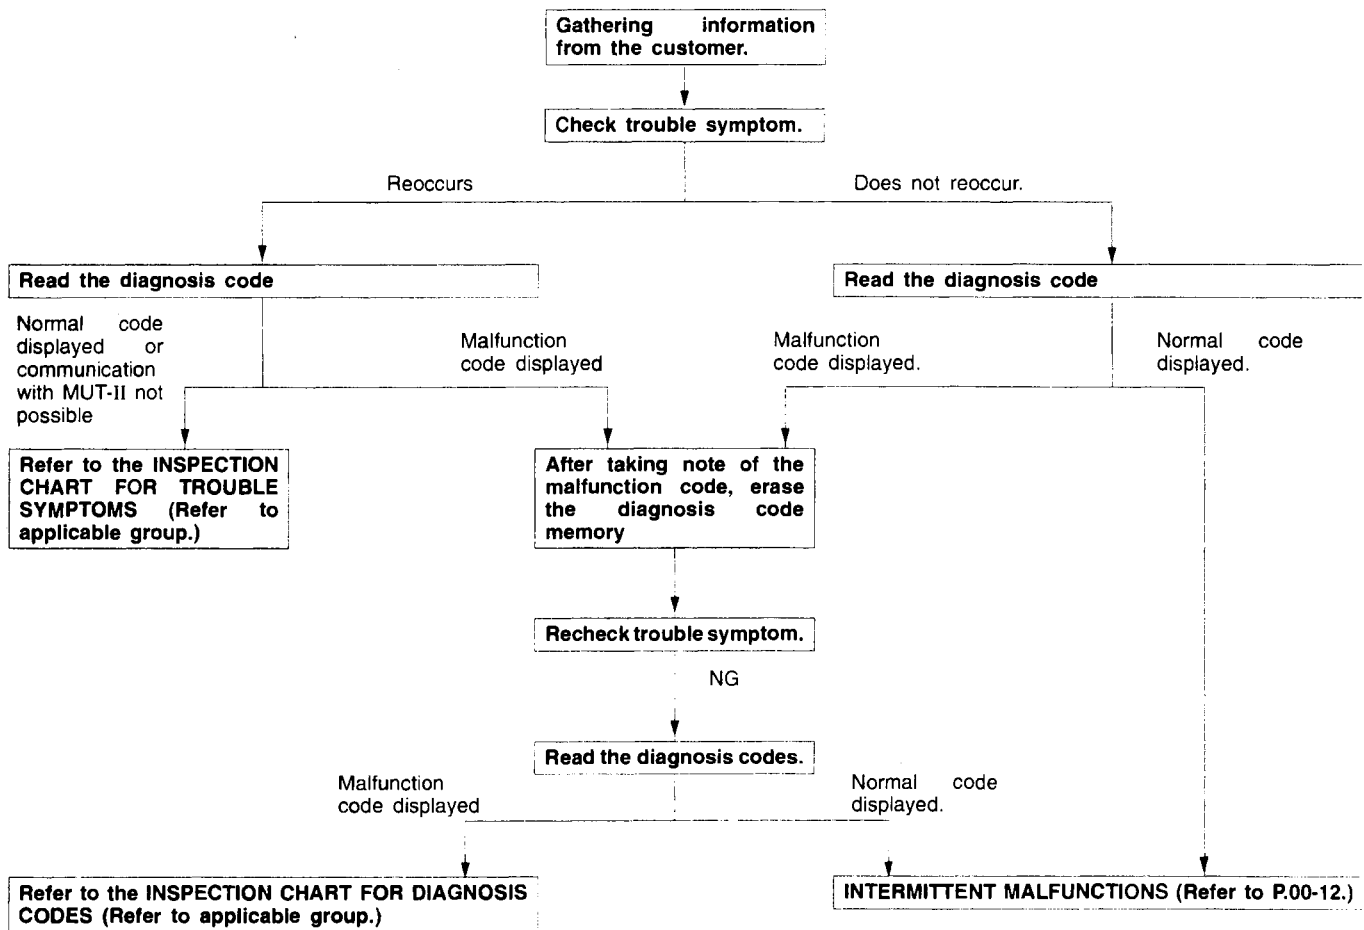 Gathering information
from the customer.
Check trouble symptom.
Reoccurs
Does not reoccur.
Read the diagnosis code
Read the diagnosis code
Normal code
displayed or
communication
with MUT-II not
possible
Malfunction
code displayed
Malfunction
code displayed.
Normal code
displayed.
Refer to the INSPECTION
CHART FOR TROUBLE
SYMPTOMS (Refer to
applicable group.)
After taking note of the
malfunction code, erase
the diagnosis code
memory
Recheck trouble symptom.
NG
Read the diagnosis codes.
Malfunction
code displayed
Normal code
displayed.
Refer to the INSPECTION CHART FOR DIAGNOSIS
CODES (Refer to applicable group.)
INTERMITTENT MALFUNCTIONS (Refer to P.00-12.)